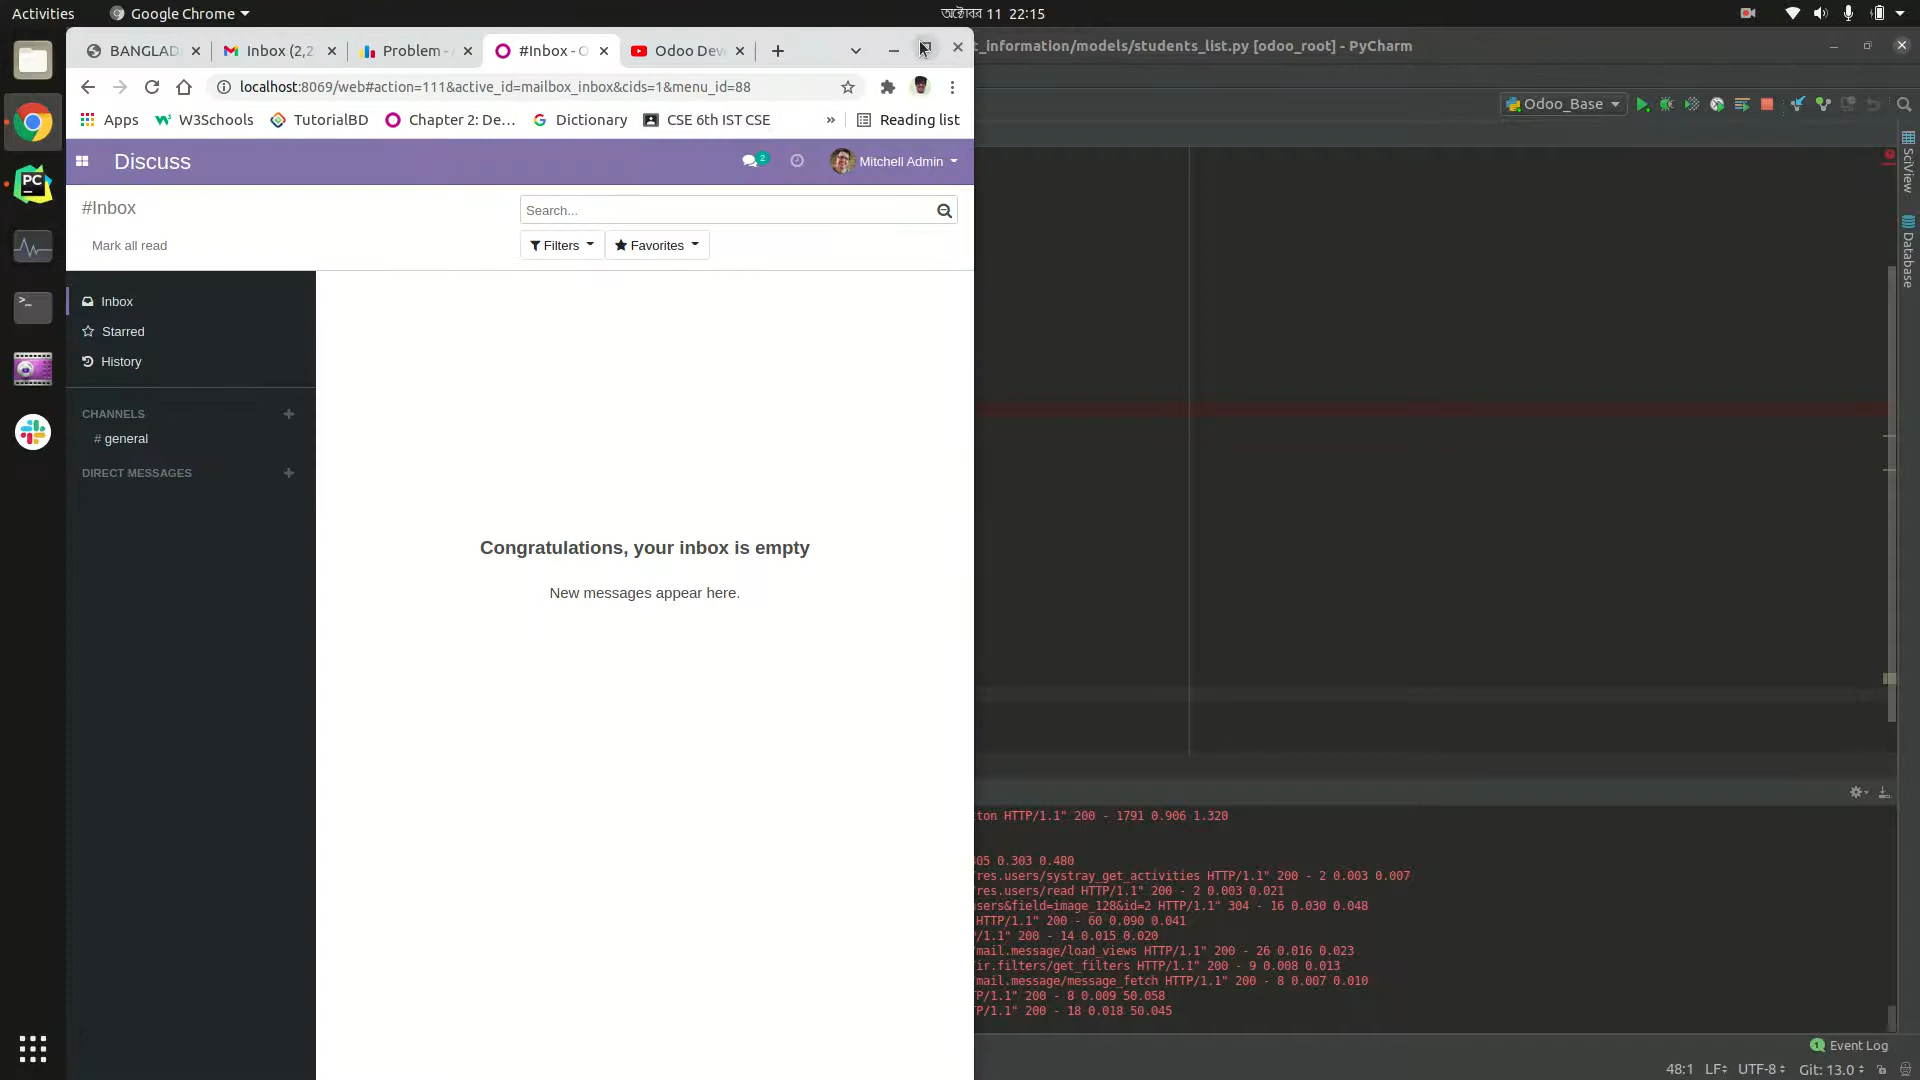 Activities
Google Chrome
অক্টোবর 11 22:15
BANGLAD
Inbox (2,2
Problem - A
#Inbox - O
Odoo Dev
t_information/models/students_list.py [odoo_root] - PyCharm
localhost:8069/web#action=111&active_id=mailbox_inbox&cids=1&menu_id=88
Odoo_Base
Apps
W3Schools
TutorialBD
Chapter 2: De...
Dictionary
CSE 6th IST CSE
»
Reading list
Discuss
2
Mitchell Admin
#Inbox
Search...
Mark all read
Filters
Favorites
Inbox
Starred
History
CHANNELS
# general
DIRECT MESSAGES
Congratulations, your inbox is empty
New messages appear here.
SciView
Database
PC
ton HTTP/1.1" 200 - 1791 0.906 1.320
05 0.303 0.480
res.users/systray_get_activities HTTP/1.1" 200 - 2 0.003 0.007
res.users/read HTTP/1.1" 200 - 2 0.003 0.021
sers&field=image_128&id=2 HTTP/1.1" 304 - 16 0.030 0.048
HTTP/1.1" 200 - 60 0.090 0.041
/1.1" 200 - 14 0.015 0.020
mail.message/load_views HTTP/1.1" 200 - 26 0.016 0.023
ir.filters/get_filters HTTP/1.1" 200 - 9 0.008 0.013
mail.message/message_fetch HTTP/1.1" 200 - 8 0.007 0.010
P/1.1" 200 - 8 0.009 50.058
P/1.1" 200 - 18 0.018 50.045
1 Event Log
48:1 LF UTF-8 Git: 13.0